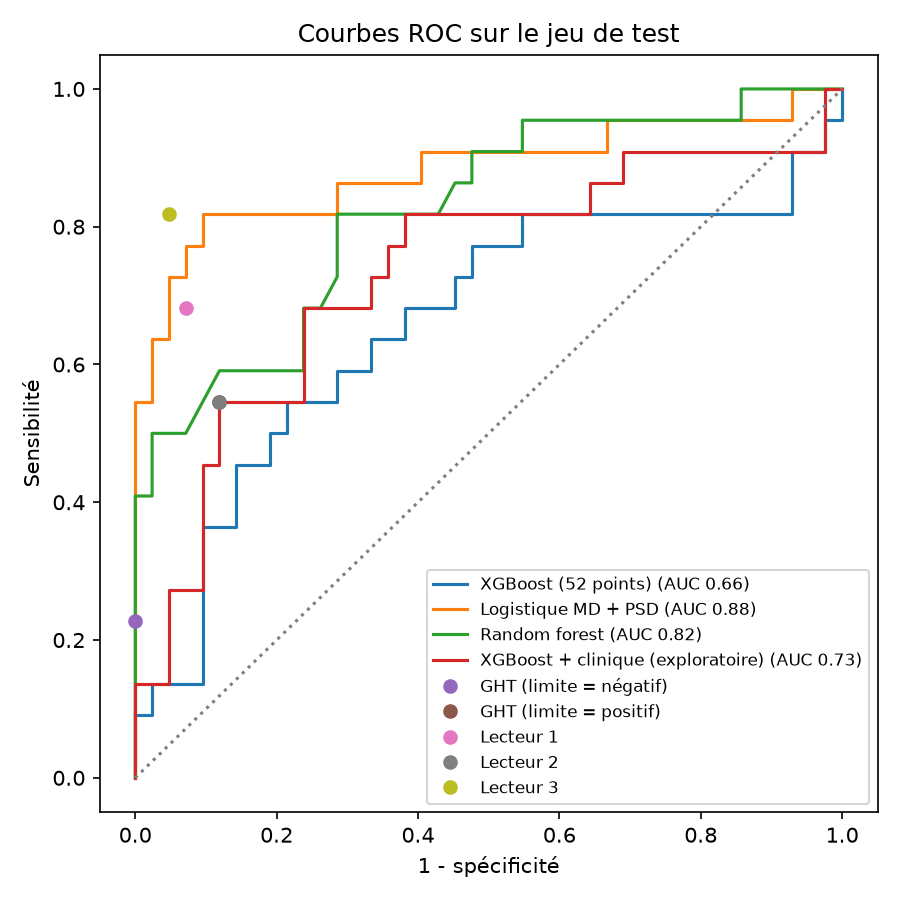 Courbes ROC sur le jeu de test
Sensibilité
1.0
0.8
0.6
0.4
0.2
0.0
XGBoost (52 points) (AUC 0.66)
Logistique MD + PSD (AUC 0.88)
Random forest (AUC 0.82)
XGBoost + clinique (exploratoire) (AUC 0.73)
GHT (limite = négatif)
GHT (limite = positif)
Lecteur 1
Lecteur 2
Lecteur 3
0.0 0.2 0.4 0.6 0.8 1.0
1 - spécificité